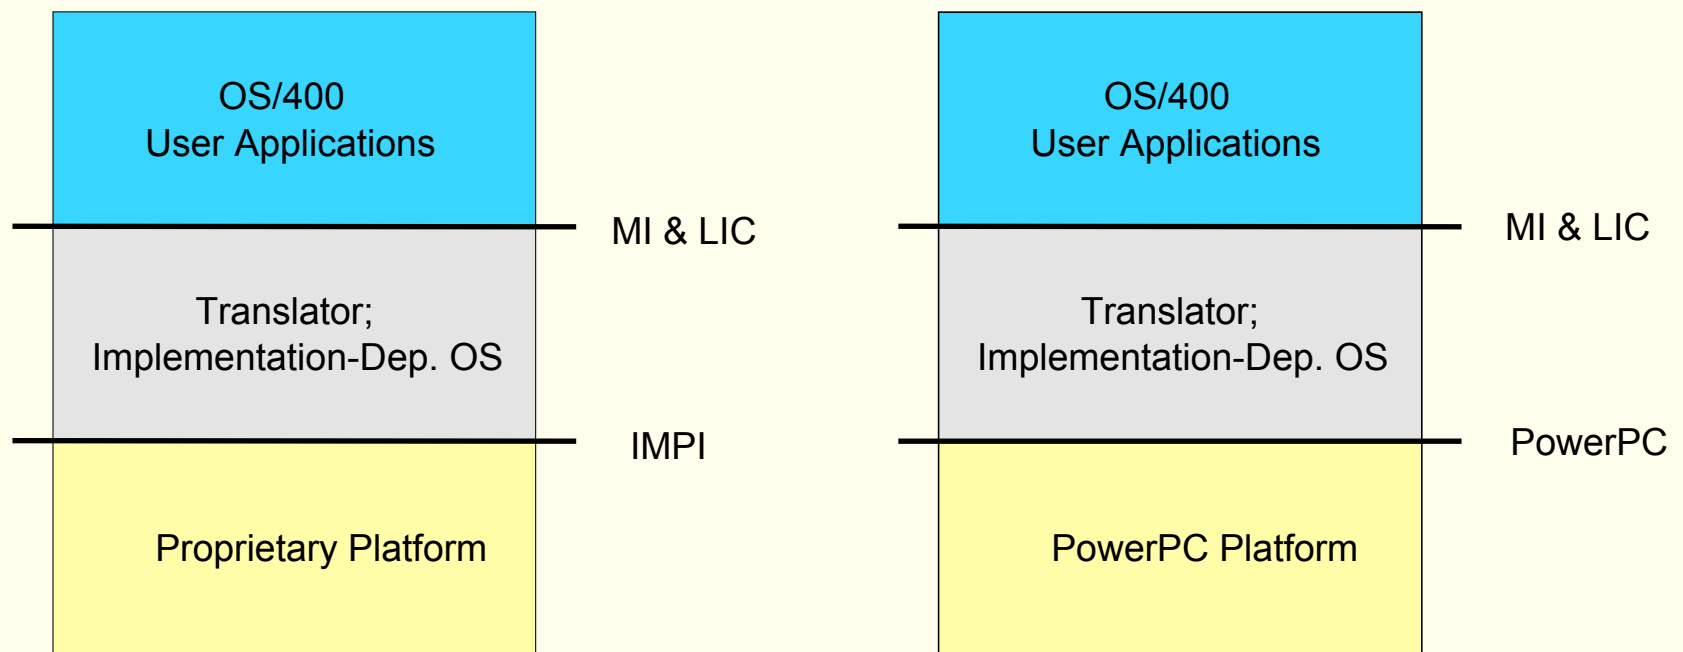 OS/400
User Applications
MI & LIC
Translator;
Implementation-Dep. OS
IMPI
Proprietary Platform
OS/400
User Applications
MI & LIC
Translator;
Implementation-Dep. OS
PowerPC
PowerPC Platform